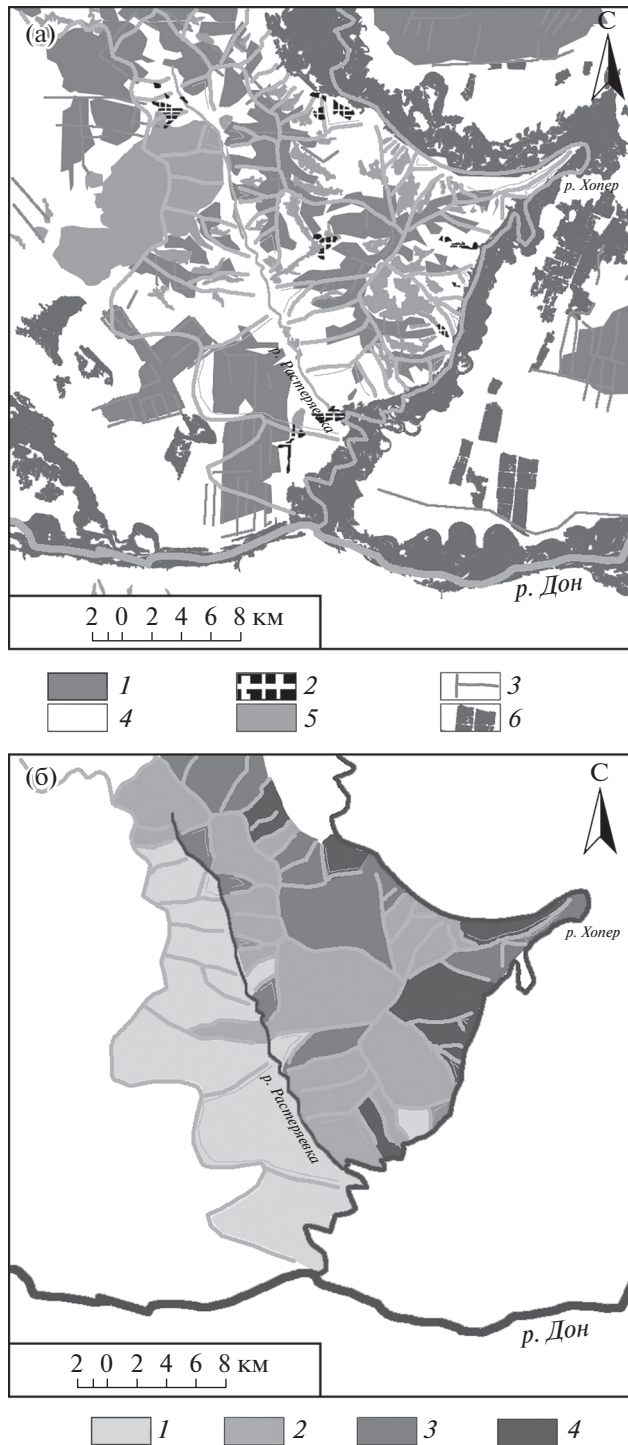 (а)
С
р. Хопер
р. Растеряевка
р. Дон
2 0 2 4 6 8 км
1 2 3
4 5 6
(б)
С
р. Хопер
р. Растеряевка
р. Дон
2 0 2 4 6 8 км
1 2 3 4